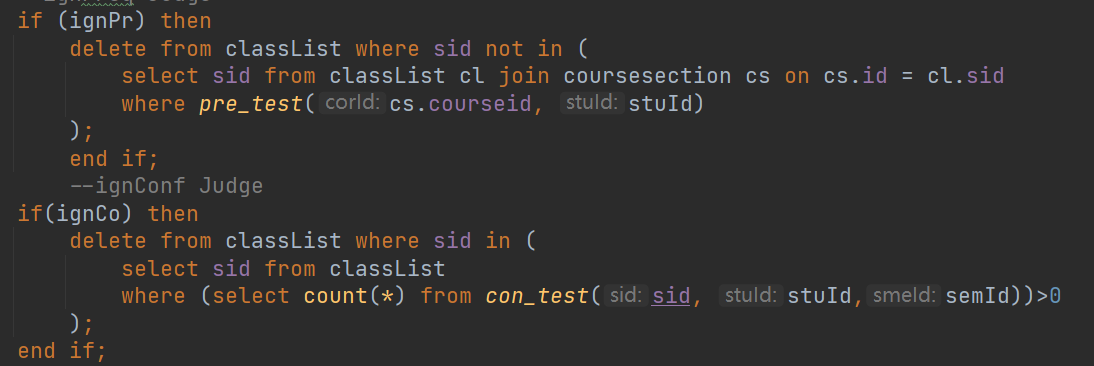 if (ignPr) then
    delete from classList where sid not in (
        select sid from classList cl join coursesection cs on cs.id = cl.sid
        where pre_test( corId: cs.courseid, stuId: stuId)
    );
    end if;
    --ignConf Judge
if(ignCo) then
    delete from classList where sid in (
        select sid from classList
        where (select count(*) from con_test( sid: sid, stuId: stuId, smeId: semId))>0
    );
end if;